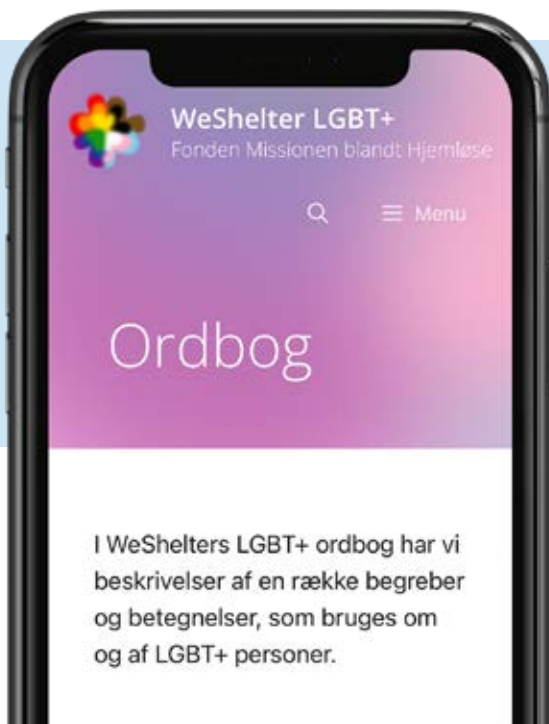 WeShelter LGBT+
Fonden Missionen blandt Hjemløse
Menu
Ordbog
I WeShelters LGBT+ ordbog har vi
beskrivelser af en række begreber
og betegnelser, som bruges om
og af LGBT+ personer.